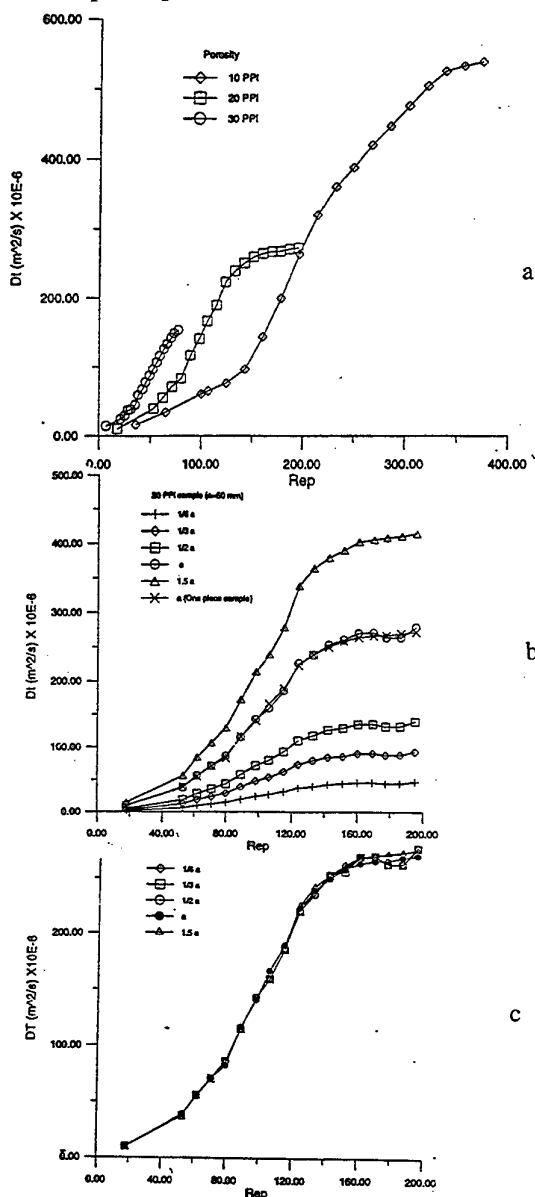 600.00
Porosity
10 PPI
20 PPI
30 PPI
400.00
Dt (m^2/s) X 10E-6
a
200.00
0.00
0.00 100.00 200.00 300.00 400.00
Rep
500.00
20 PPI sample (a=50 mm)
1/6 a
1/3 a
1/2 a
a
1.5 a
a (One piece sample)
400.00
300.00
Dt (m^2/s) X 10E-6
b
200.00
100.00
0.00
0.00 40.00 80.00 120.00 160.00 200.00
Rep
1/6 a
1/3 a
1/2 a
a
1.5 a
200.00
DT (m^2/s) X10E-6
c
100.00
0.00
0.00 40.00 80.00 120.00 160.00 200.00
Rep